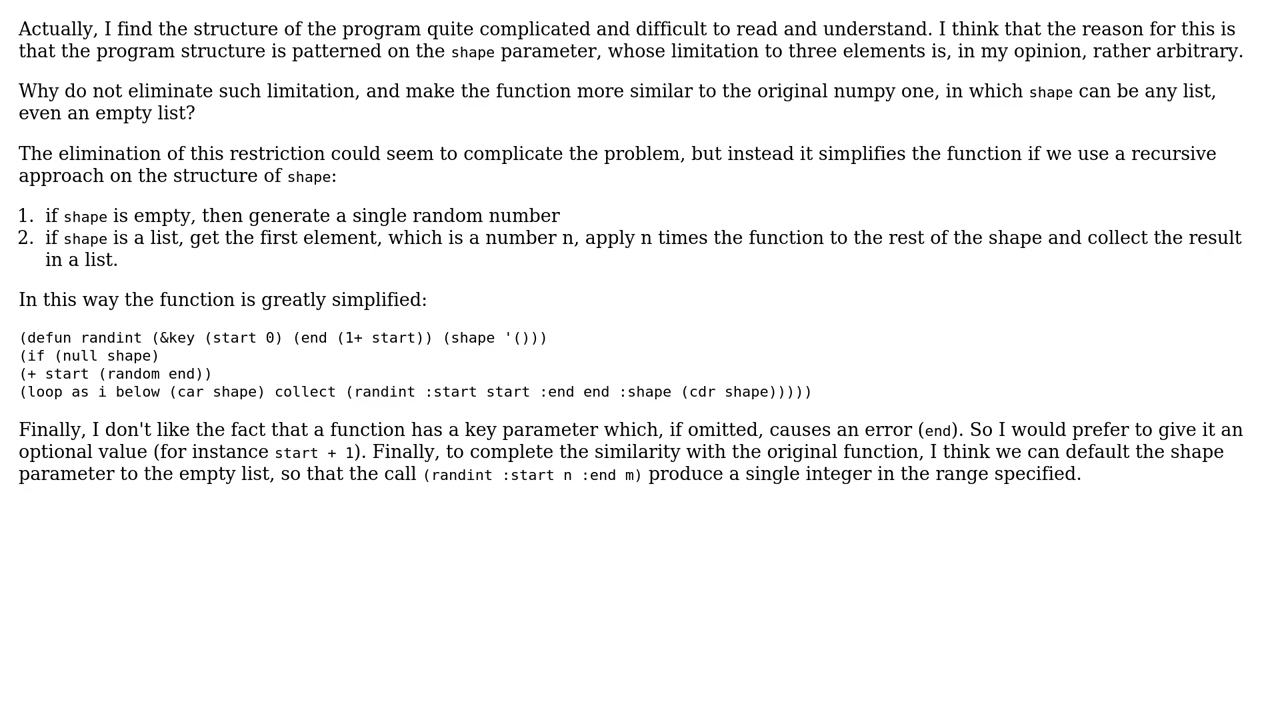 Actually, I find the structure of the program quite complicated and difficult to read and understand. I think that the reason for this is
that the program structure is patterned on the shape parameter, whose limitation to three elements is, in my opinion, rather arbitrary.
Why do not eliminate such limitation, and make the function more similar to the original numpy one, in which shape can be any list,
even an empty list?
The elimination of this restriction could seem to complicate the problem, but instead it simplifies the function if we use a recursive
approach on the structure of shape:
1. if shape is empty, then generate a single random number
2. if shape is a list, get the first element, which is a number n, apply n times the function to the rest of the shape and collect the result
in a list.
In this way the function is greatly simplified:
(defun randint (&key (start 0) (end (1+ start)) (shape '()))
(if (null shape)
(+ start (random end))
(loop as i below (car shape) collect (randint :start start :end end :shape (cdr shape)))))
Finally, I don't like the fact that a function has a key parameter which, if omitted, causes an error (end). So I would prefer to give it an
optional value (for instance start + 1). Finally, to complete the similarity with the original function, I think we can default the shape
parameter to the empty list, so that the call (randint :start n :end m) produce a single integer in the range specified.